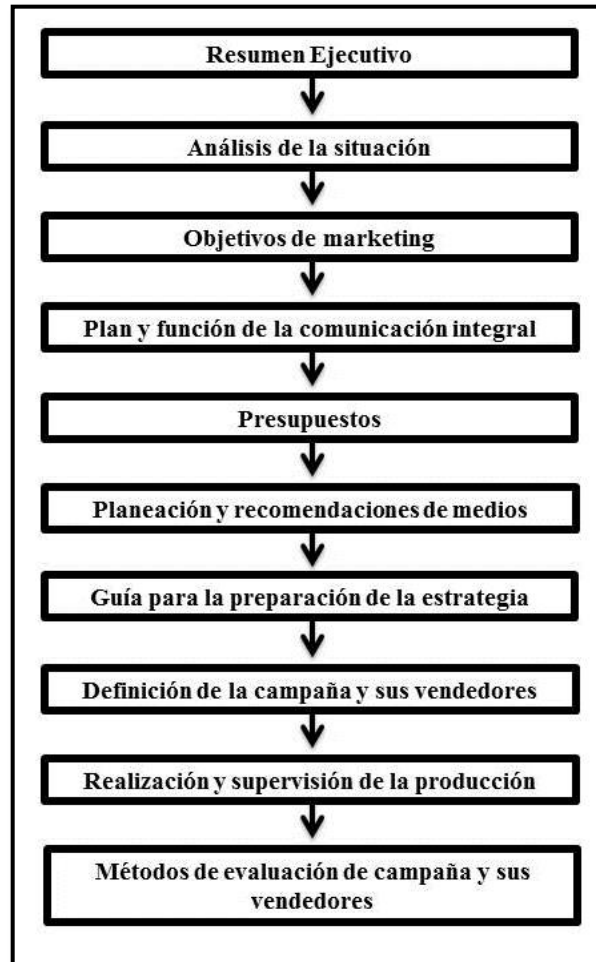 Resumen Ejecutivo
Análisis de la situación
Objetivos de marketing
Plan y función de la comunicación integral
Presupuestos
Planeación y recomendaciones de medios
Guía para la preparación de la estrategia
Definición de la campaña y sus vendedores
Realización y supervisión de la producción
Métodos de evaluación de campaña y sus
vendedores